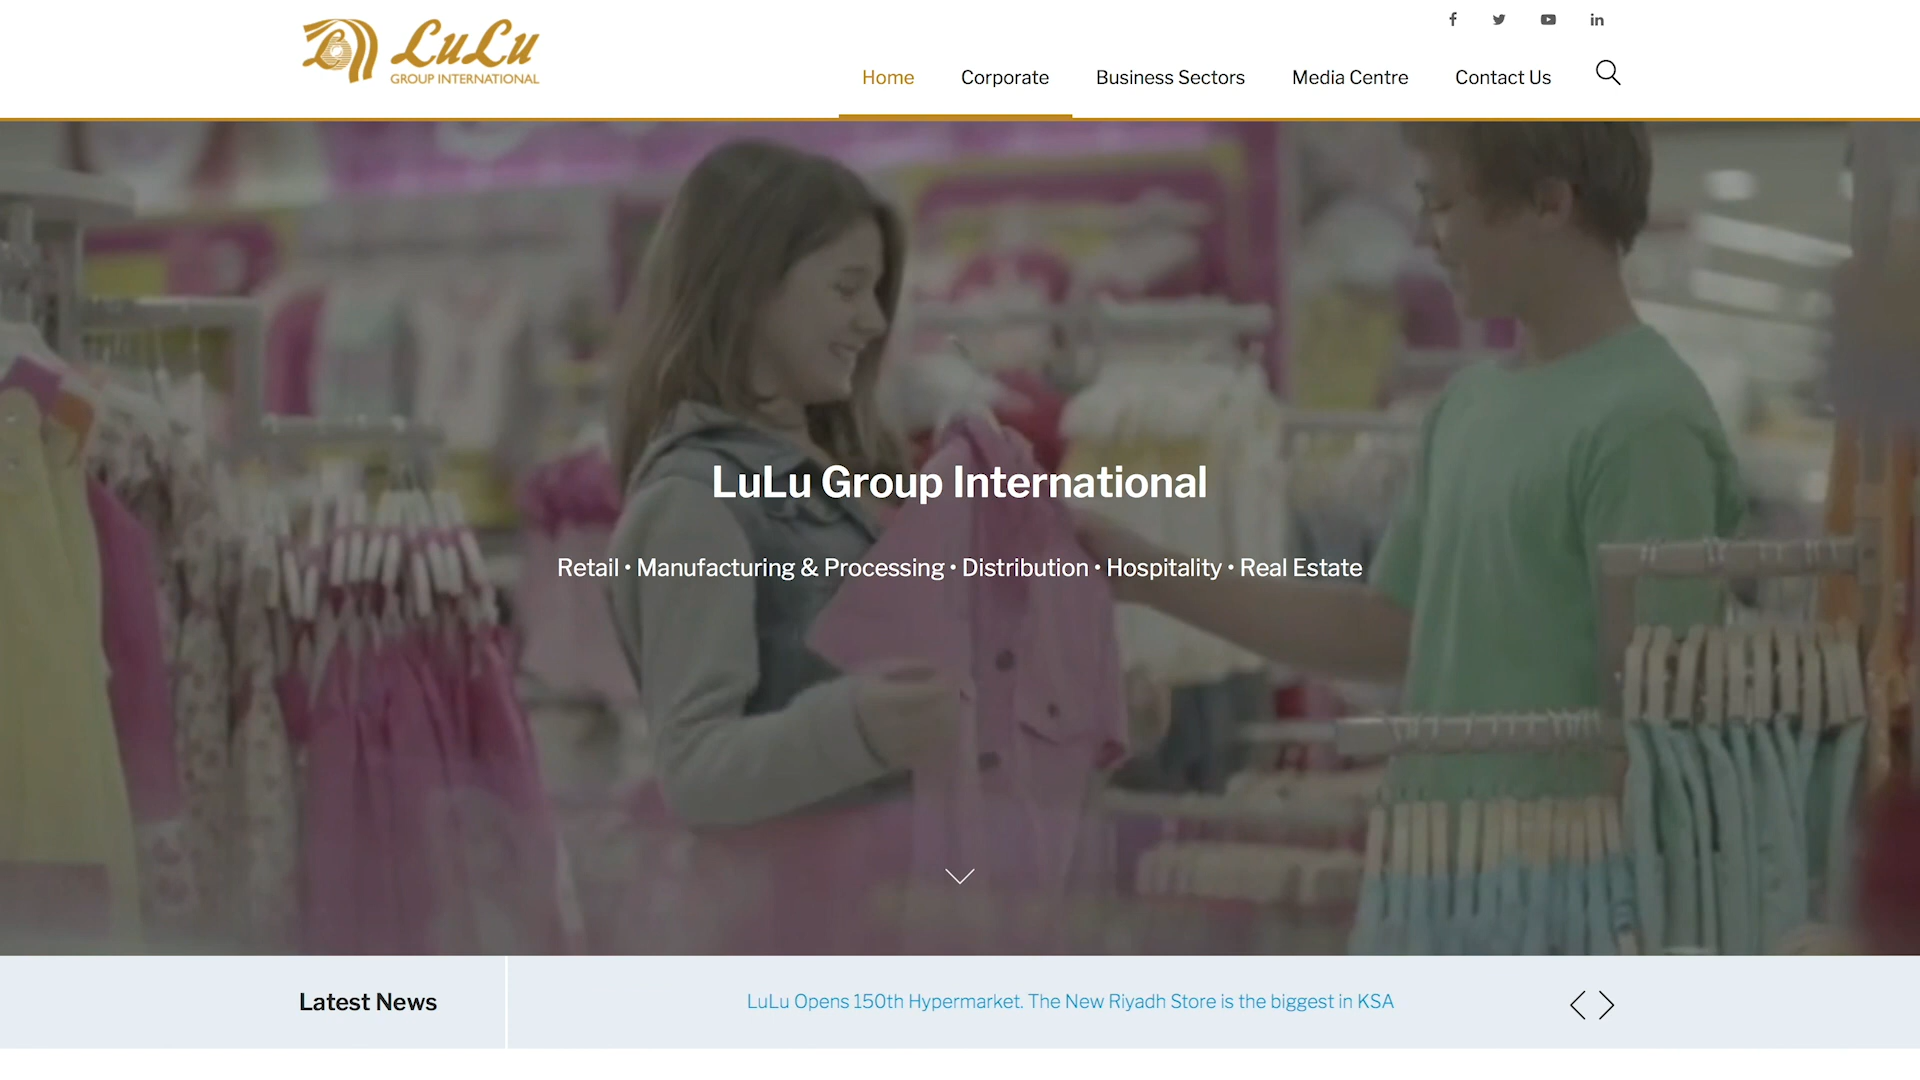 LuLu
GROUP INTERNATIONAL
Home
Corporate
Business Sectors
Media Centre
Contact Us
LuLu Group International
Retail • Manufacturing & Processing • Distribution • Hospitality • Real Estate
Latest News
LuLu Opens 150th Hypermarket. The New Riyadh Store is the biggest in KSA